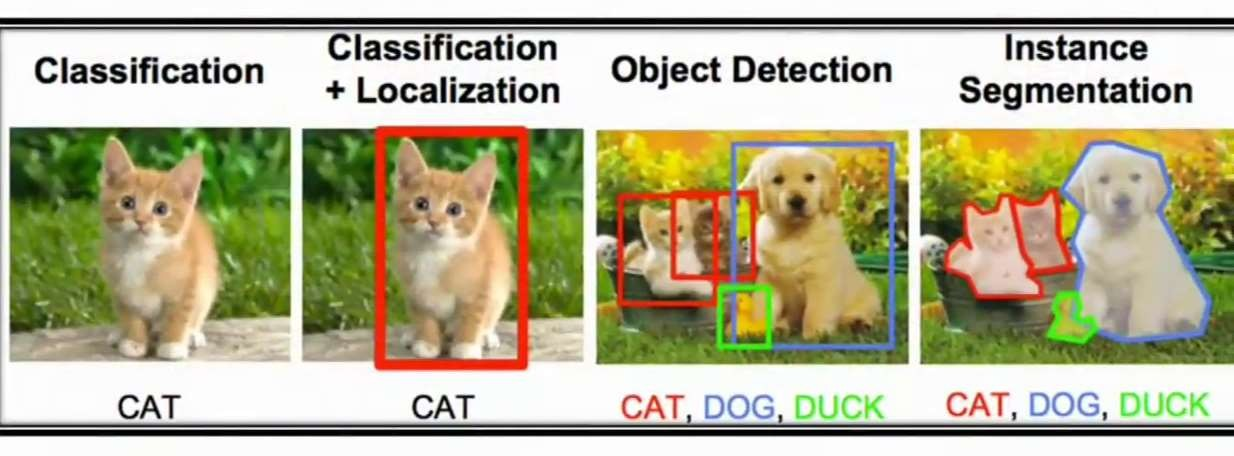 Classification
Classification
+ Localization
Object Detection
Instance
Segmentation
CAT
CAT
CAT, DOG, DUCK
CAT, DOG, DUCK